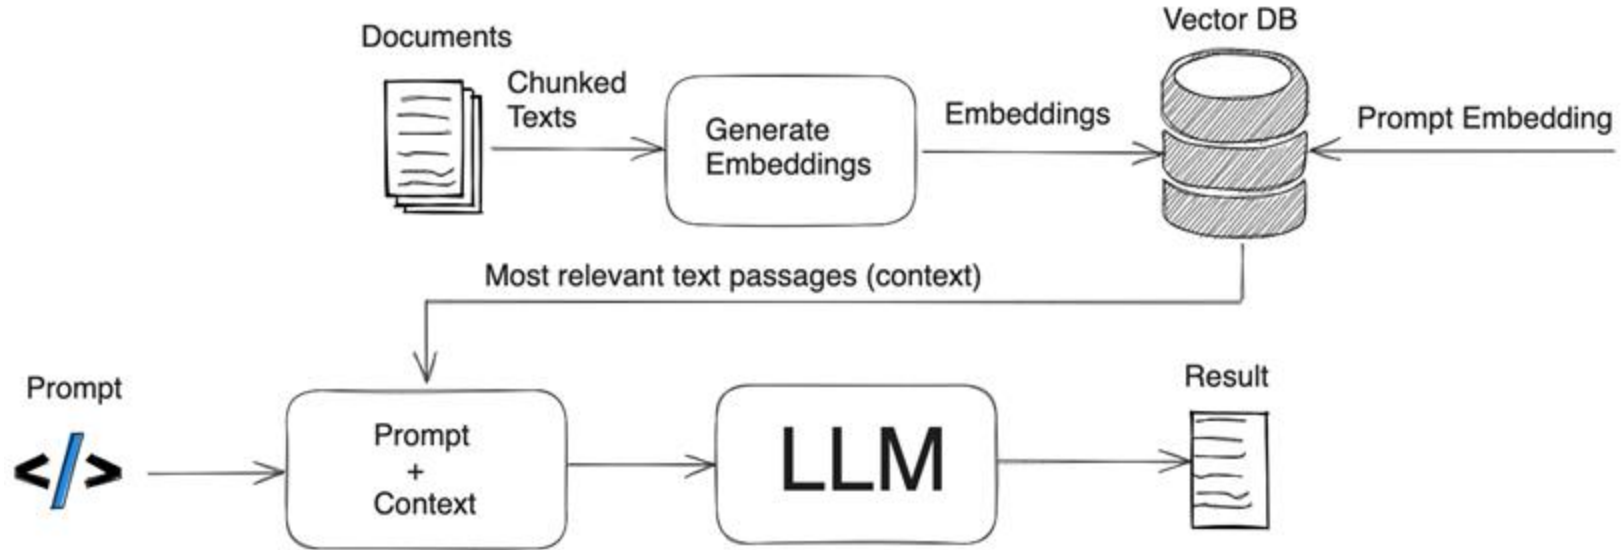 Documents
Chunked
Texts
Generate
Embeddings
Embeddings
Vector DB
Prompt Embedding
Most relevant text passages (context)
Prompt
</>
Prompt
+
Context
LLM
Result